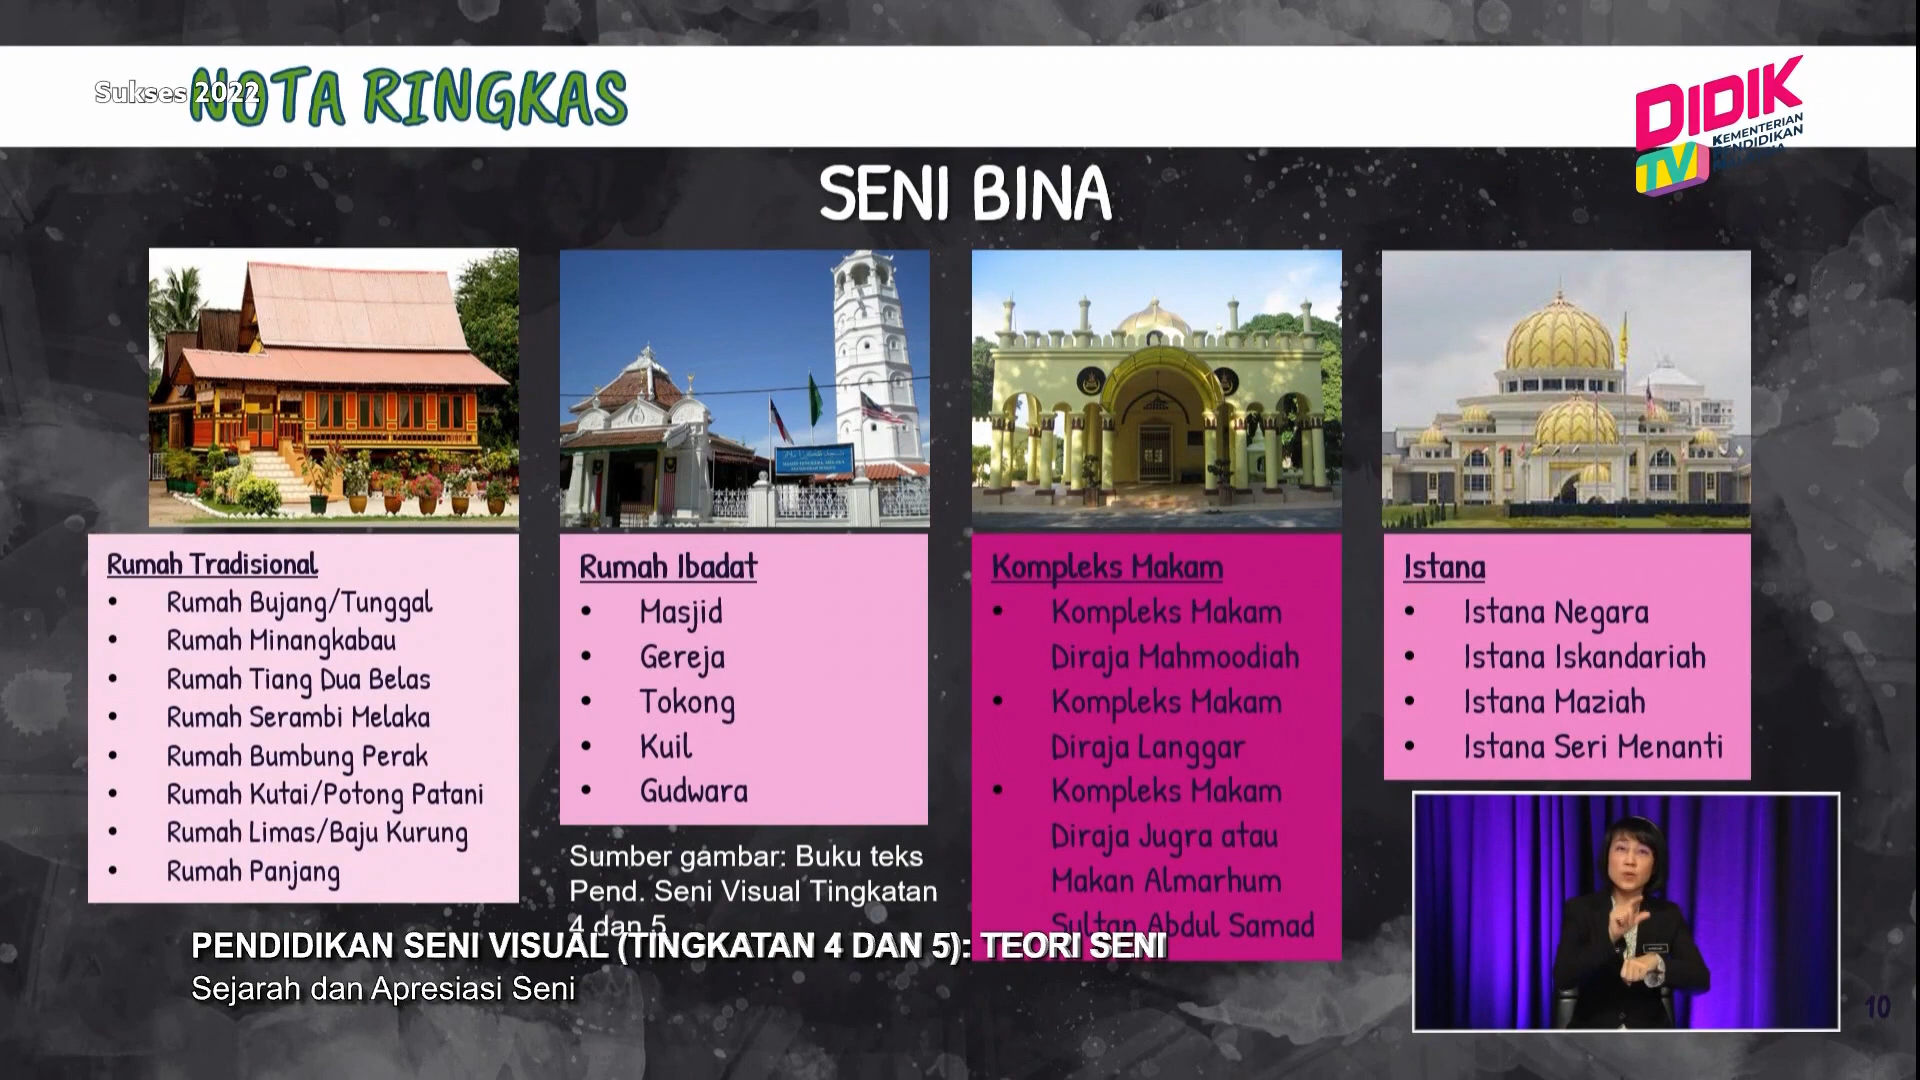 Sukses 2022
NOTA RINGKAS
DIDIK
TV
KEMENTERIAN
PENDIDIKAN
SENI BINA
Rumah Tradisional
• Rumah Bujang/Tunggal
• Rumah Minangkabau
• Rumah Tiang Dua Belas
• Rumah Serambi Melaka
• Rumah Bumbung Perak
• Rumah Kutai/Potong Patani
• Rumah Limas/Baju Kurung
• Rumah Panjang
Rumah Ibadat
• Masjid
• Gereja
• Tokong
• Kuil
• Gudwara
Sumber gambar: Buku teks
Pend. Seni Visual Tingkatan
4 dan 5
Kompleks Makam
• Kompleks Makam
Diraja Mahmoodiah
• Kompleks Makam
Diraja Langgar
• Kompleks Makam
Diraja Jugra atau
Makan Almarhum
Sultan Abdul Samad
Istana
• Istana Negara
• Istana Iskandariah
• Istana Maziah
• Istana Seri Menanti
PENDIDIKAN SENI VISUAL (TINGKATAN 4 DAN 5): TEORI SENI
Sejarah dan Apresiasi Seni
10